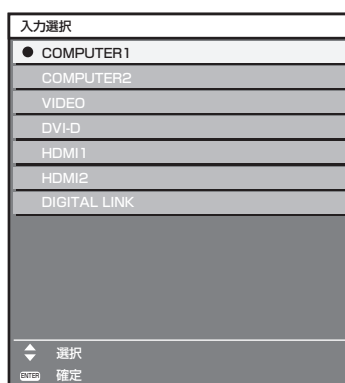 入力選択
COMPUTER1
COMPUTER2
VIDEO
DVI-D
HDMI1
HDMI2
DIGITAL LINK
選択
ENTER 確定